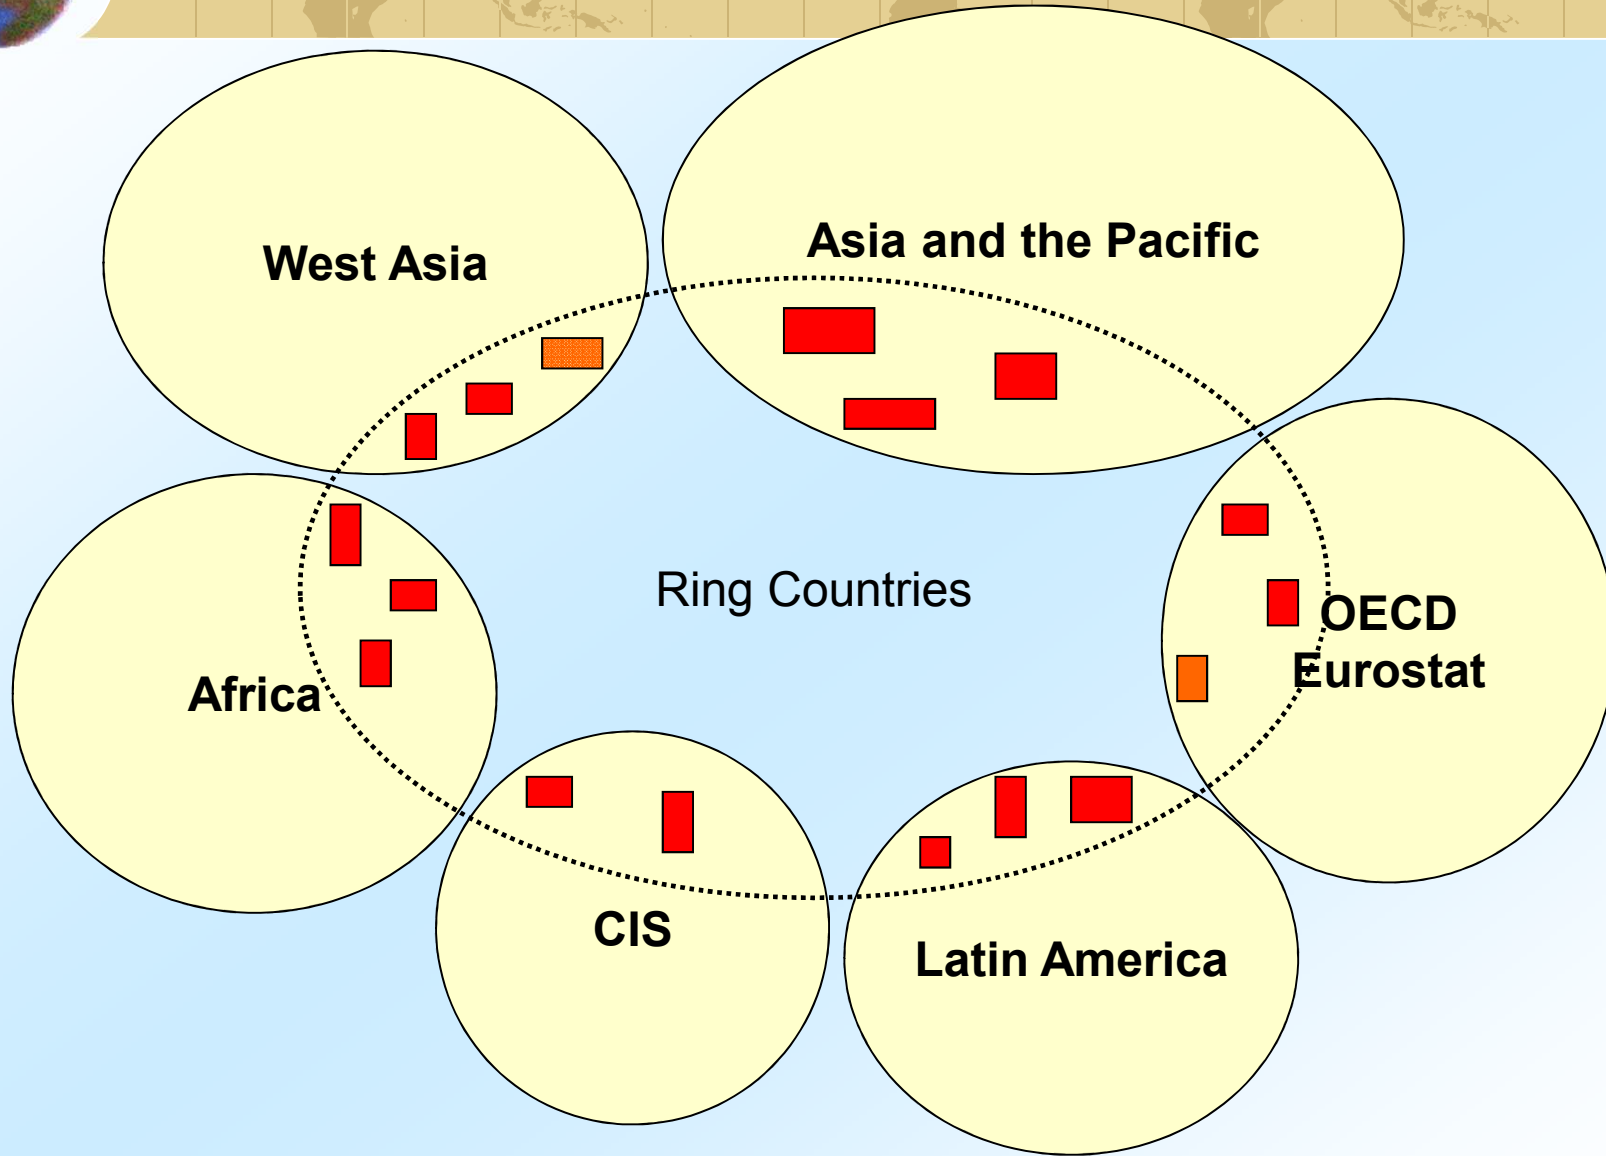 West Asia
Asia and the Pacific
Ring Countries
OECD
Eurostat
Africa
CIS
Latin America